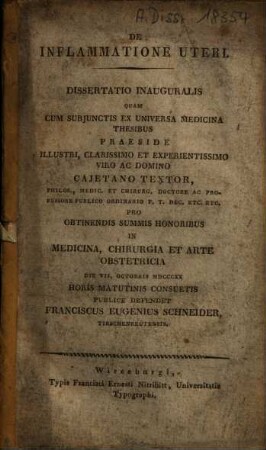 A. Diss. 18354
DE
INFLAMMATIONE UTERI.
DISSERTATIO INAUGURALIS
QUAM
CUM SUBJUNCTIS EX UNIVERSA MEDICINA
THESIBUS
PRAESIDE
ILLUSTRI, CLARISSIMO ET EXPERIENTISSIMO
VIRO AC DOMINO
CAJETANO TEXTOR,
PHILOS., MEDIC. ET CHIRURG. DOCTORE AC PRO-
FESSORE PUBLICO ORDINARIO P. T. DEC. ETC. ETC.
PRO
OBTINENDIS SUMMIS HONORIBUS
IN
MEDICINA, CHIRURGIA ET ARTE
OBSTETRICIA
DIE VII. OCTOBRIS MDCCCXX
HORIS MATUTINIS CONSUETIS
PUBLICE DEFENDET
FRANCISCUS EUGENIUS SCHNEIDER,
Wirceburgi,
Typis Francisci Ernesti Nitribitt, Universitatis
Typographi.